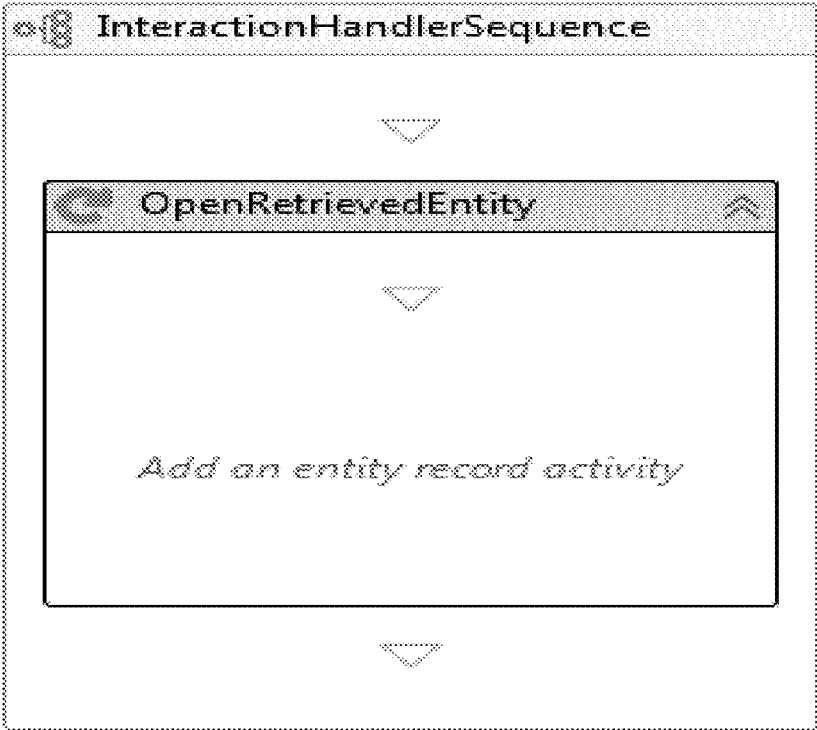 InteractionHandlerSequence
OpenRetrievedEntity
Add an entity record activity